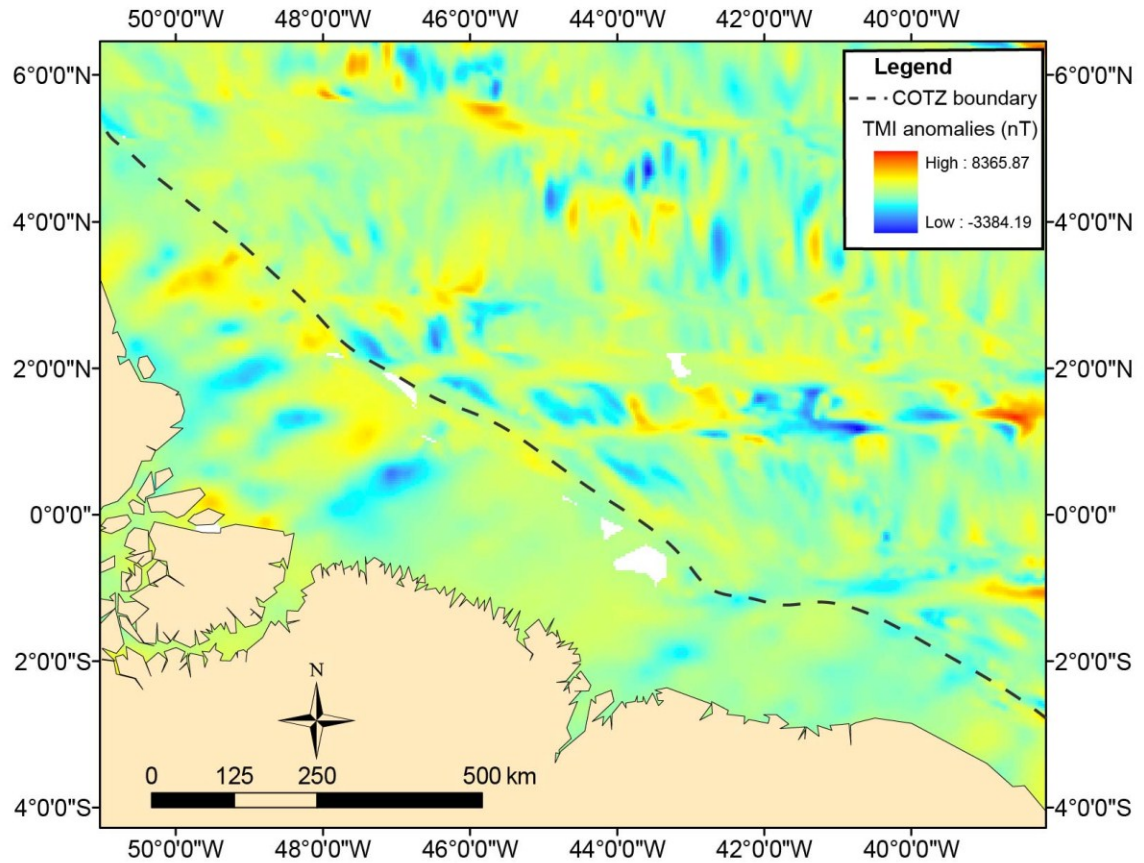 50°0'0"W 48°0'0"W 46°0'0"W 44°0'0"W 42°0'0"W 40°0'0"W
6°0'0"N 6°0'0"N
Legend
COTZ boundary
TMI anomalies (nT)
High : 8365.87
Low : -3384.19
4°0'0"N 4°0'0"N
2°0'0"N 2°0'0"N
0°0'0" 0°0'0"
2°0'0"S 2°0'0"S
N
0 125 250 500 km
4°0'0"S 4°0'0"S
50°0'0"W 48°0'0"W 46°0'0"W 44°0'0"W 42°0'0"W 40°0'0"W